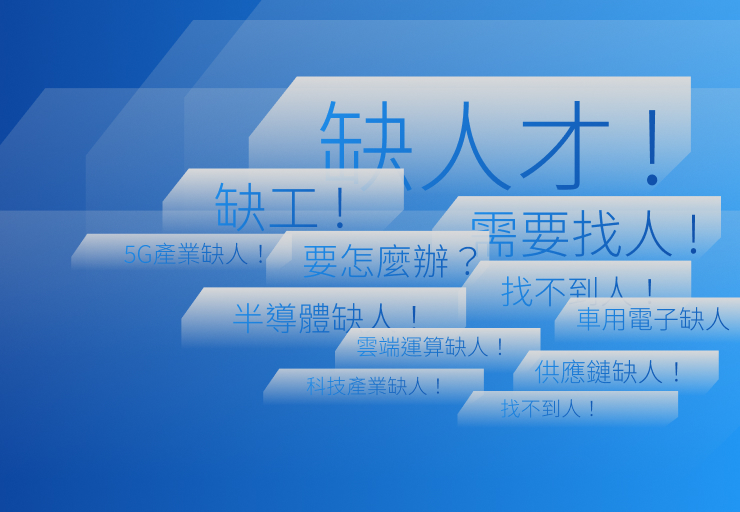 缺人才！
缺工！
需要找人！
5G產業缺人！
要怎麼辦？
找不到人！
半導體缺人！
車用電子缺人
雲端運算缺人！
供應鏈缺人！
科技產業缺人！
找不到人！